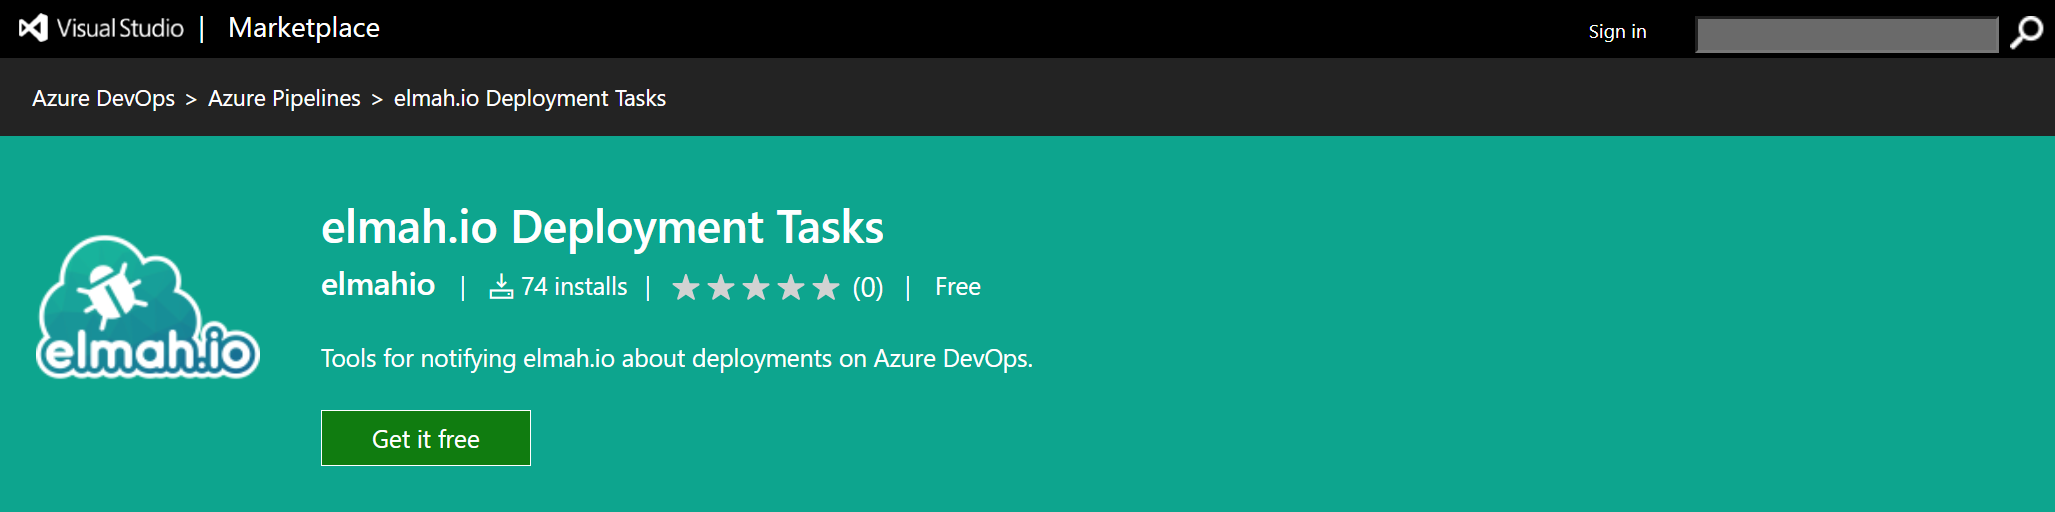 Visual Studio | Marketplace
Sign in
Azure DevOps > Azure Pipelines > elmah.io Deployment Tasks
elmah.io Deployment Tasks
elmah.io
elmahio | 74 installs | (0) | Free
Tools for notifying elmah.io about deployments on Azure DevOps.
Get it free